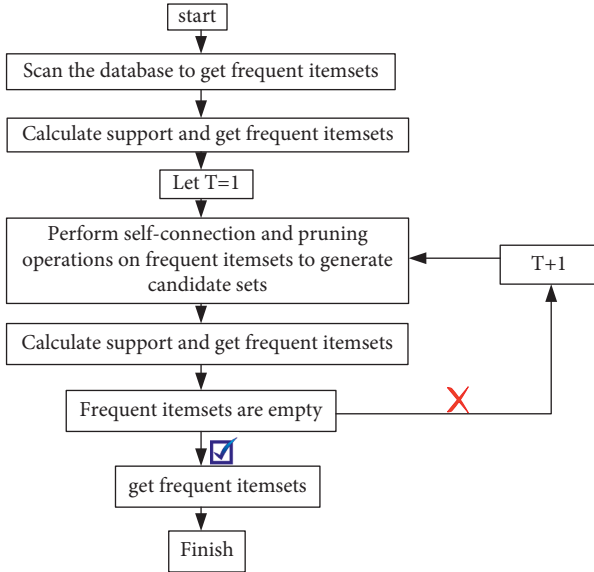 start
Scan the database to get frequent itemsets
Calculate support and get frequent itemsets
Let T=1
Perform self-connection and pruning
operations on frequent itemsets to generate
candidate sets
T+1
Calculate support and get frequent itemsets
Frequent itemsets are empty
get frequent itemsets
Finish